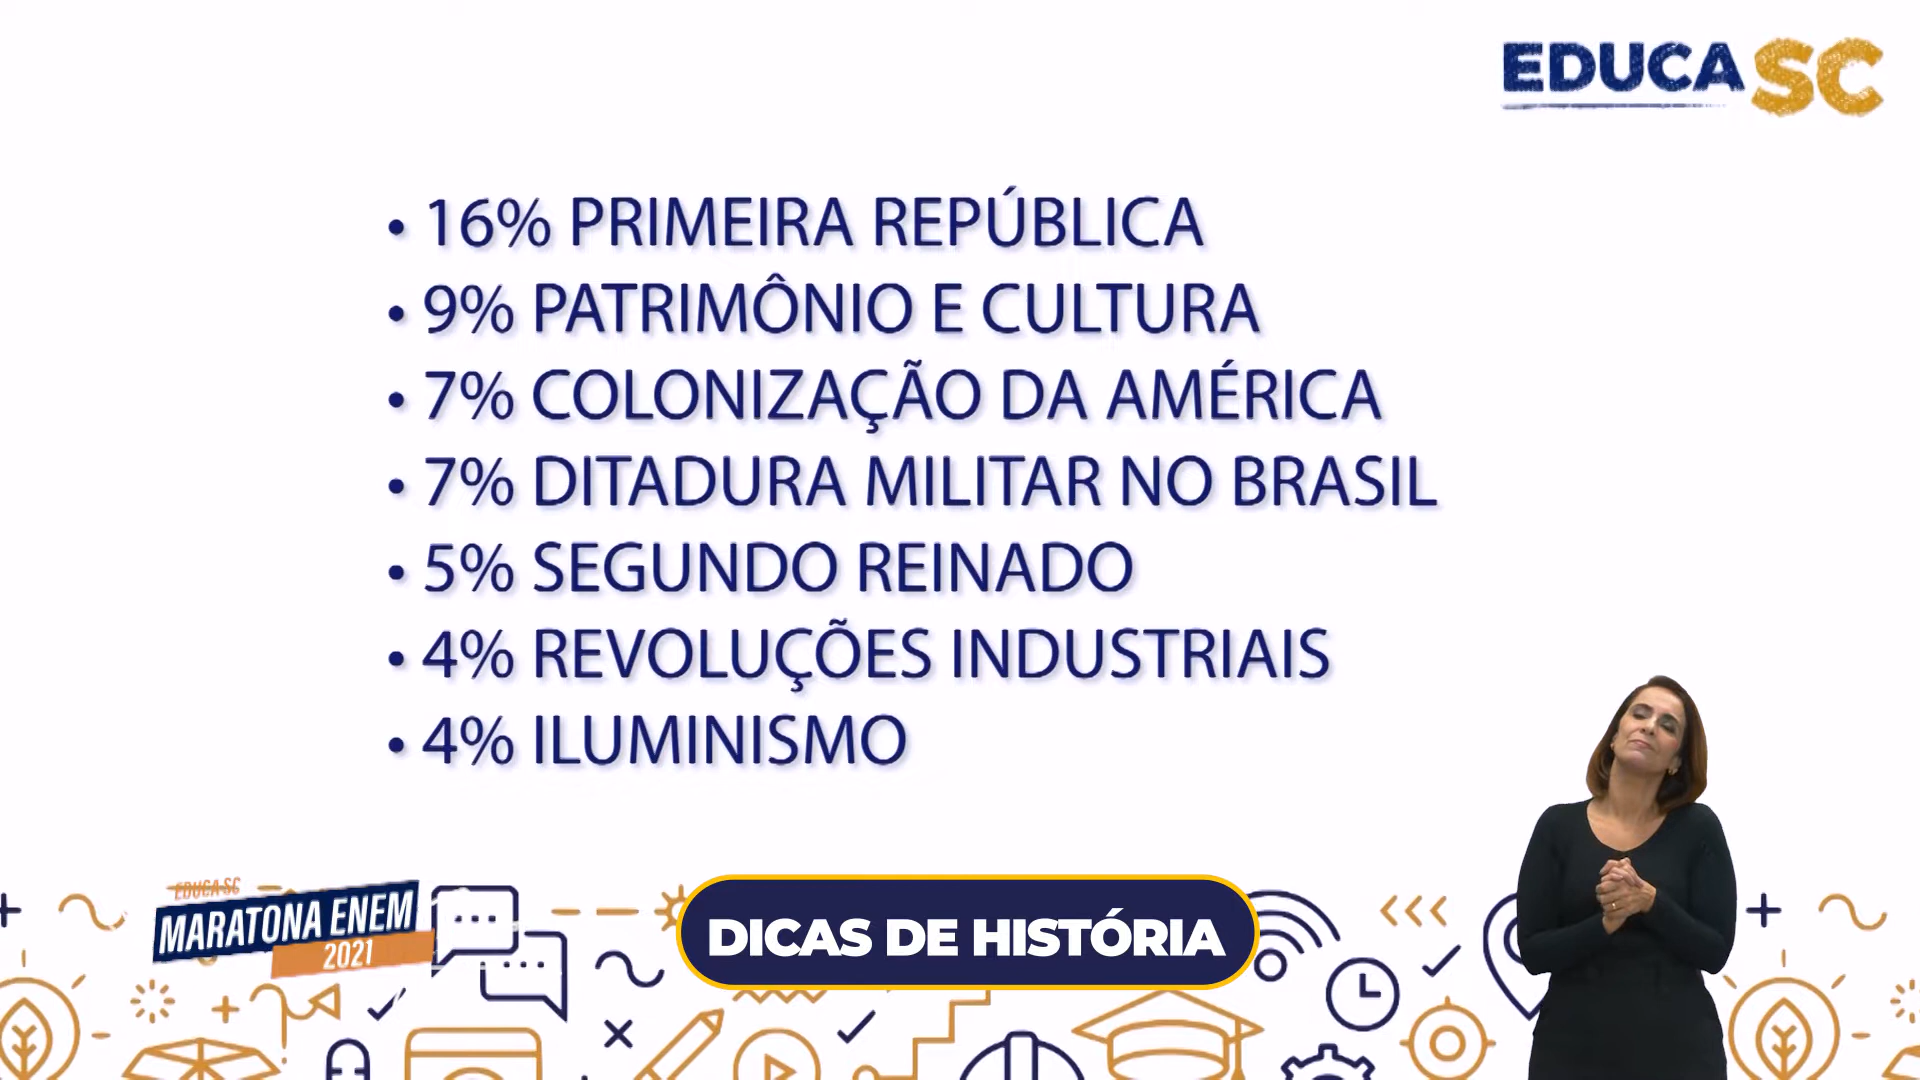 EDUCA SC
• 16% PRIMEIRA REPÚBLICA
• 9% PATRIMÔNIO E CULTURA
• 7% COLONIZAÇÃO DA AMÉRICA
• 7% DITADURA MILITAR NO BRASIL
• 5% SEGUNDO REINADO
• 4% REVOLUÇÕES INDUSTRIAIS
• 4% ILUMINISMO
EDUCA SC
MARATONA ENEM
2021
DICAS DE HISTÓRIA